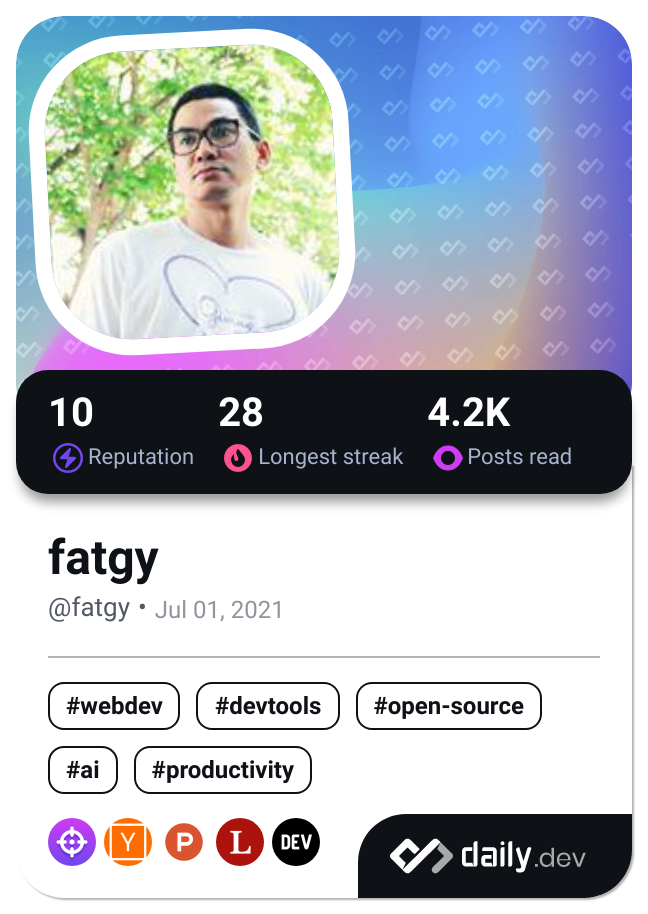 10 28 4.2K
Reputation Longest streak Posts read
fatgy
@fatgy • Jul 01, 2021
#webdev #devtools #open-source
#ai #productivity
Y P L DEV
daily.dev